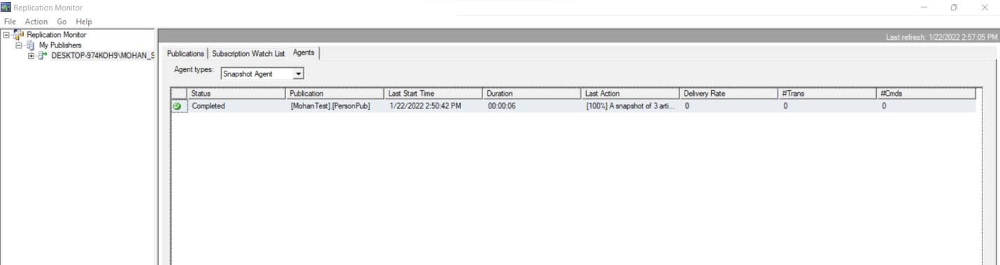 Replication Monitor
File Action Go Help
Replication Monitor
My Publishers
DESKTOP-974KOH9\MOHAN_S
Last refresh: 1/22/2022 2:57:05 PM
Publications Subscription Watch List Agents
Agent types: Snapshot Agent
Status Publication Last Start Time Duration Last Action Delivery Rate #Trans #Cmds
Completed [MohanTest].[PersonPub] 1/22/2022 2:50:42 PM 00:00:06 [100%] A snapshot of 3 arti... 0 0 0